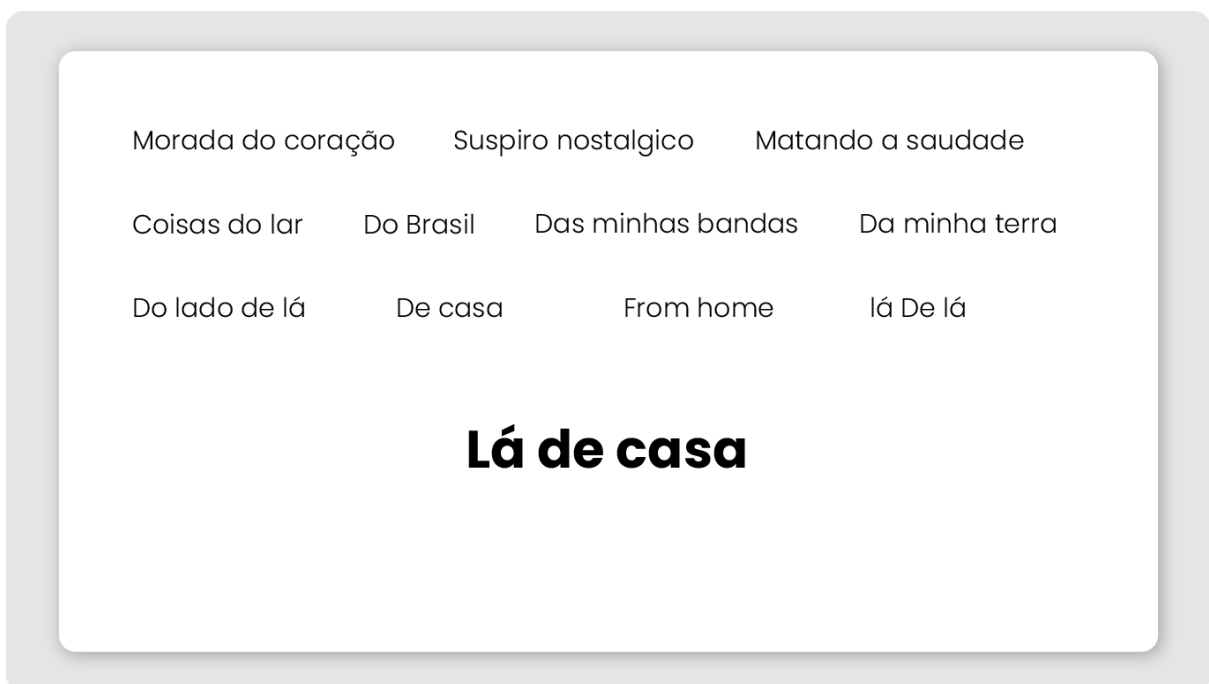 Morada do coração Suspiro nostalgico Matando a saudade
Coisas do lar Do Brasil Das minhas bandas Da minha terra
Do lado de lá De casa From home lá De lá
Lá de casa